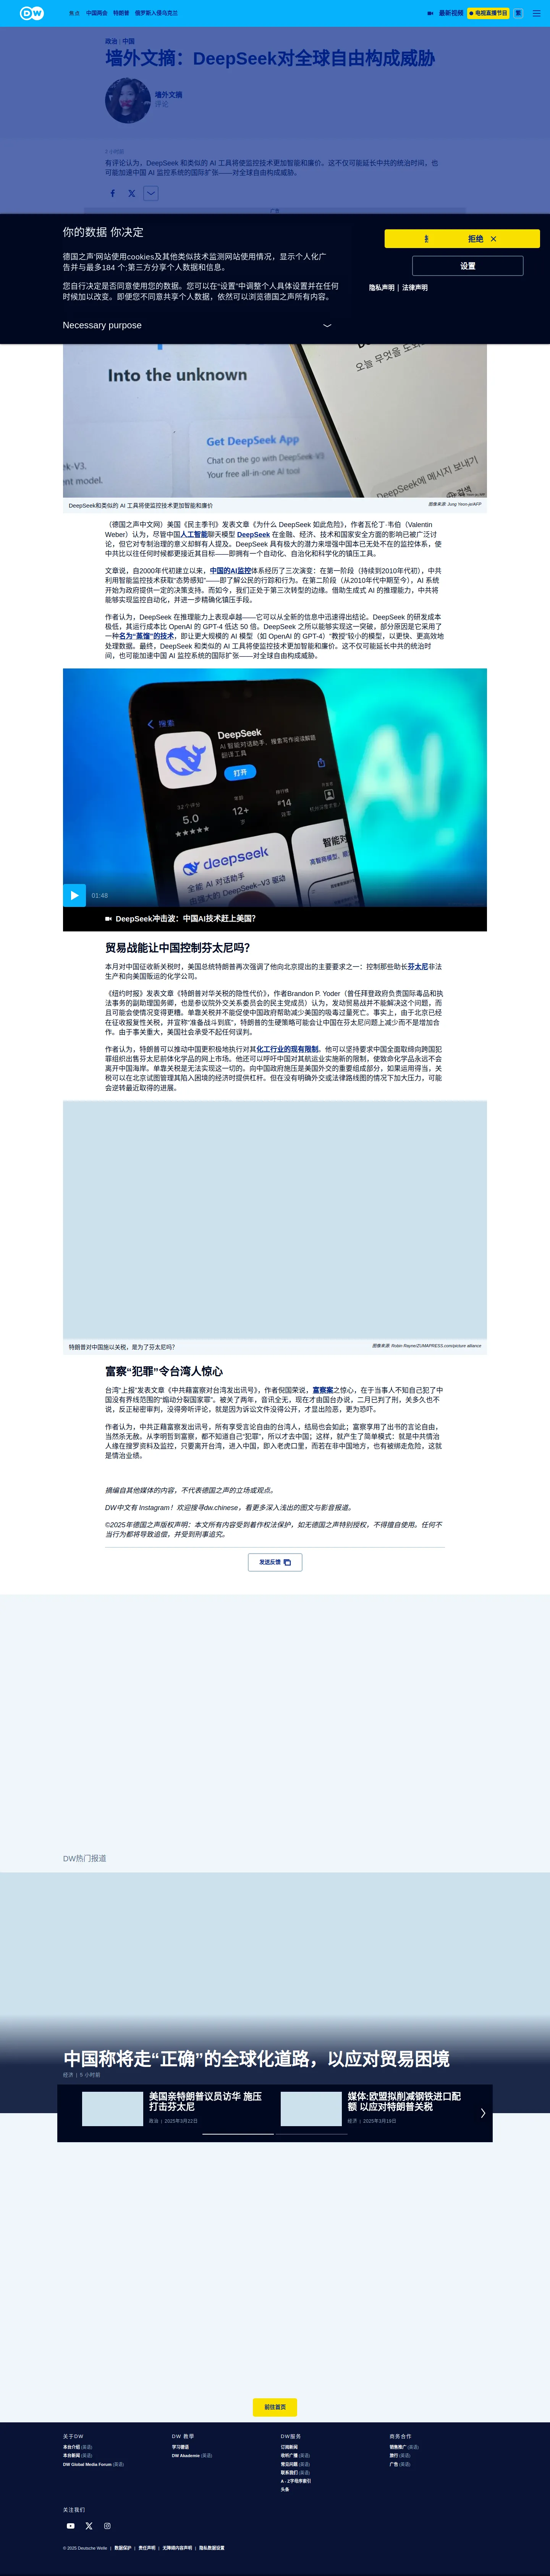 DW
焦点 中国两会 特朗普 俄罗斯入侵乌克兰
最新视频 电视直播节目 繁
政治 | 中国
墙外文摘：DeepSeek对全球自由构成威胁
墙外文摘
评论
2 小时前
有评论认为，DeepSeek 和类似的 AI 工具将使监控技术更加智能和廉价。这不仅可能延长中共的统治时间，也
可能加速中国 AI 监控系统的国际扩张——对全球自由构成威胁。
广告
你的数据 你决定
德国之声'网站使用cookies及其他类似技术监测网站使用情况，显示个人化广
告并与最多184 个;第三方分享个人数据和信息。
您自行决定是否同意使用您的数据。您可以在“设置”中调整个人具体设置并在任何
时候加以改变。即便您不同意共享个人数据，依然可以浏览德国之声所有内容。
Necessary purpose
拒绝
设置
隐私声明 | 法律声明
Into the unknown
Get DeepSeek App
Chat on the go with DeepSeek-V3
Your free all-in-one AI tool
ek-V3.
vel model.
오늘 무엇을 도와
DeepSeek에 메시지 보내기
검색
DeepSeek和类似的 AI 工具将使监控技术更加智能和廉价
图像来源: Jung Yeon-je/AFP
（德国之声中文网）美国《民主季刊》发表文章《为什么 DeepSeek 如此危险》，作者瓦伦丁·韦伯（Valentin
Weber）认为，尽管中国人工智能聊天模型 DeepSeek 在金融、经济、技术和国家安全方面的影响已被广泛讨
论，但它对专制治理的意义却鲜有人提及。DeepSeek 具有极大的潜力来增强中国本已无处不在的监控系统，使
中共比以往任何时候都更接近其目标——即拥有一个自动化、自治化和科学化的镇压工具。
文章说，自2000年代初建立以来，中国的AI监控体系经历了三次演变：在第一阶段（持续到2010年代初），中共
利用智能监控技术获取“态势感知”——即了解公民的行踪和行为。在第二阶段（从2010年代中期至今），AI 系统
开始为政府提供一定的决策支持。而如今，我们正处于第三次转型的边缘。借助生成式 AI 的推理能力，中共将
能够实现监控自动化，并进一步精确化镇压手段。
作者认为，DeepSeek 在推理能力上表现卓越——它可以从全新的信息中迅速得出结论。DeepSeek 的研发成本
极低，其运行成本比 OpenAI 的 GPT-4 低达 50 倍。DeepSeek 之所以能够实现这一突破，部分原因是它采用了
一种名为“蒸馏”的技术，即让更大规模的 AI 模型（如 OpenAI 的 GPT-4）“教授”较小的模型，以更快、更高效地
处理数据。最终，DeepSeek 和类似的 AI 工具将使监控技术更加智能和廉价。这不仅可能延长中共的统治时
间，也可能加速中国 AI 监控系统的国际扩张——对全球自由构成威胁。
搜索
DeepSeek
AI 智能对话助手，搜索写作阅读解题
翻译工具
打开
5.0
12+
岁
#14
deepseek
全能 AI 对话助手
01:48
DeepSeek冲击波：中国AI技术赶上美国？
贸易战能让中国控制芬太尼吗？
本月对中国征收新关税时，美国总统特朗普再次强调了他向北京提出的主要要求之一：控制那些助长芬太尼非法
生产和向美国贩运的化学公司。
《纽约时报》发表文章《特朗普对华关税的隐性代价》，作者Brandon P. Yoder（曾任拜登政府负责国际毒品和执
法事务的副助理国务卿，也是参议院外交关系委员会的民主党成员）认为，发动贸易战并不能解决这个问题，而
且可能会使情况变得更糟。单靠关税并不能促使中国政府帮助减少美国的吸毒过量死亡。事实上，由于北京已经
在征收报复性关税，并宣称“准备战斗到底”，特朗普的生硬策略可能会让中国在芬太尼问题上减少而不是增加合
作。由于事关重大，美国社会承受不起任何误判。
作者认为，特朗普可以推动中国更积极地执行对其化工行业的现有限制。他可以坚持要求中国全面取缔向跨国犯
罪组织出售芬太尼前体化学品的网上市场。他还可以呼吁中国对其航运业实施新的限制，使致命化学品永远不会
离开中国海岸。单靠关税是无法实现这一切的。向中国政府施压是美国外交的重要组成部分，如果运用得当，关
税可以在北京试图管理其陷入困境的经济时提供杠杆。但在没有明确外交或法律路线图的情况下加大压力，可能
会逆转最近取得的进展。
特朗普对中国施以关税，是为了芬太尼吗？
图像来源: Robin Rayne/ZUMAPRESS.com/picture alliance
富察“犯罪”令台湾人惊心
台湾“上报”发表文章《中共藉富察对台湾发出讯号》，作者倪国荣说，富察案之惊心，在于当事人不知自己犯了中
国没有界线范围的“煽动分裂国家罪”。被关了两年，音讯全无，现在才由国台办说，二月已判了刑，关多久也不
说，反正秘密审判，没得旁听评论，就是因为诉讼文件没得公开，才显出险恶，更为恐吓。
作者认为，中共正藉富察发出讯号，所有享受言论自由的台湾人，结局也会如此；富察享用了出书的言论自由，
当然杀无赦。从李明哲到富察，都不知道自己“犯罪”，所以才去中国；这样，就产生了简单模式：就是中共情治
人缘在搜罗资料及监控，只要离开台湾，进入中国，即入老虎口里，而若在非中国地方，也有被绑走危险，这就
是情治业绩。
摘编自其他媒体的内容，不代表德国之声的立场或观点。
DW中文有 Instagram！欢迎搜寻dw.chinese，看更多深入浅出的图文与影音报道。
©2025年德国之声版权声明：本文所有内容受到着作权法保护，如无德国之声特别授权，不得擅自使用。任何不
当行为都将导致追偿，并受到刑事追究。
发送反馈
DW热门报道
中国称将走“正确”的全球化道路，以应对贸易困境
经济 | 5 小时前
美国亲特朗普议员访华 施压
打击芬太尼
政治 | 2025年3月22日
媒体:欧盟拟削减钢铁进口配
额 以应对特朗普关税
经济 | 2025年3月19日
前往首页
关于DW
本台介绍 (英语)
本台新闻 (英语)
DW Global Media Forum (英语)
DW 教學
学习德语
DW Akademie (英语)
DW服务
订阅新闻
收听广播 (英语)
常见问题 (英语)
联系我们 (英语)
A - Z字母序索引
头条
商务合作
销售推广 (英语)
旅行 (英语)
广告 (英语)
关注我们
© 2025 Deutsche Welle | 数据保护 | 责任声明 | 无障碍内容声明 | 隐私数据设置